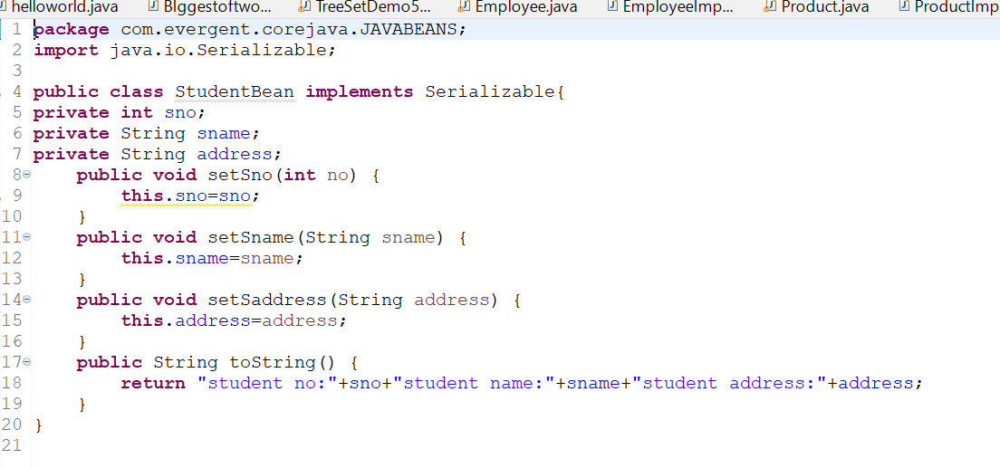 helloworld.java BIggestoftwo... TreeSetDemo5... Employee.java EmployeeImp... Product.java ProductImp
1 package com.evergent.corejava.JAVABEANS;
2 import java.io.Serializable;
3
4 public class StudentBean implements Serializable{
5 private int sno;
6 private String sname;
7 private String address;
8 public void setSno(int no) {
9 this.sno=sno;
10 }
11 public void setSname(String sname) {
12 this.sname=sname;
13 }
14 public void setSaddress(String address) {
15 this.address=address;
16 }
17 public String toString() {
18 return "student no:"+sno+"student name:"+sname+"student address:"+address;
19 }
20 }
21